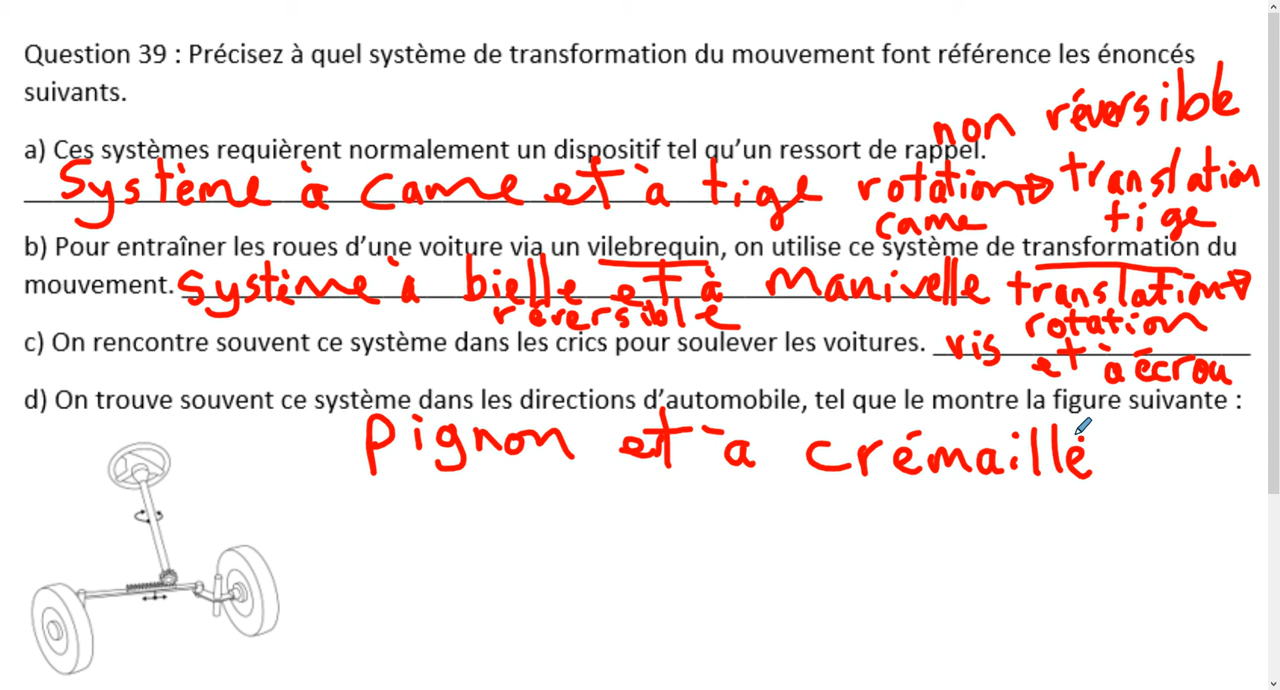 Question 39 : Précisez à quel système de transformation du mouvement font référence les énoncés
suivants.
non réversible
a) Ces systèmes requièrent normalement un dispositif tel qu'un ressort de rappel.
Système à came et à tige rotation → translation
came tige
b) Pour entraîner les roues d'une voiture via un vilebrequin, on utilise ce système de transformation du
mouvement. Système à bielle et à manivelle translation →
réversible rotation
c) On rencontre souvent ce système dans les crics pour soulever les voitures. vis
et à écrou
d) On trouve souvent ce système dans les directions d'automobile, tel que le montre la figure suivante :
Pignon et à crémaillé